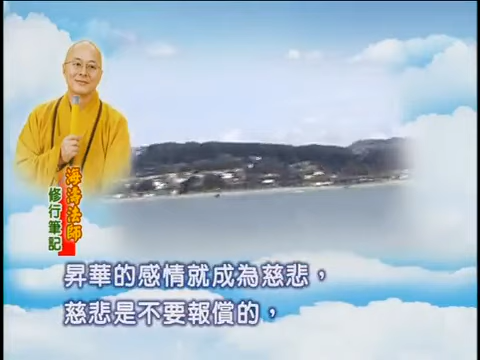 海濤法師
修行筆記
昇華的感情就成為慈悲，
慈悲是不要報償的，